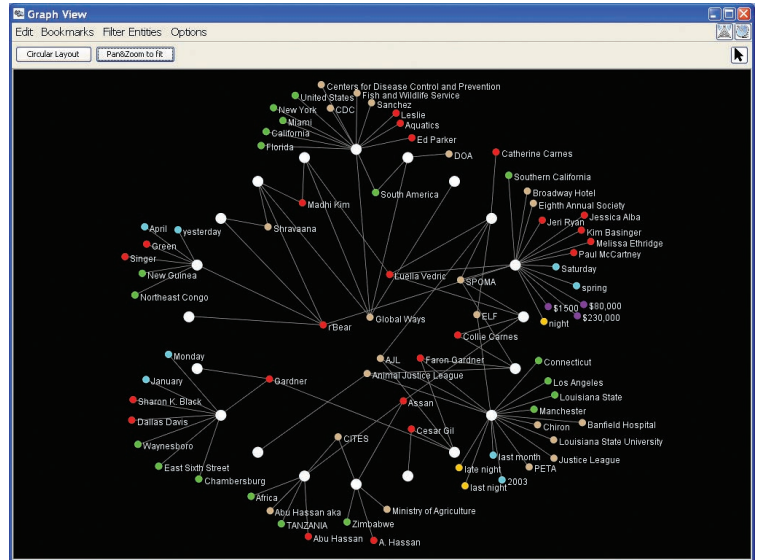 Graph View
Edit Bookmarks Filter Entities Options
Circular Layout Pan&Zoom to fit
Centers for Disease Control and Prevention
United States Fish and Wildlife Service
New York CDC Sanchez
Miami Leslie
California Aquatics
Florida Ed Parker
DOA Catherine Carnes
South America Southern California
Madhi Kim Broadway Hotel
Eighth Annual Society
April yesterday Shravaana Jeri Ryan Jessica Alba
Green Kim Basinger
Singer Melissa Ethridge
Paul McCartney
New Guinea Luella Vedric SPOMA Saturday
Northeast Congo spring
$1500 $80,000
rBear Global Ways ELF night $230,000
Collie Carnes
Monday AJL Faron Gardner Connecticut
January Gardner Animal Justice League Los Angeles
Sharon K. Black Assan Louisiana State
Manchester
Dallas Davis Chiron Banfield Hospital
Waynesboro CITES Cesar Gil Louisiana State University
East Sixth Street late night last month Justice League
Chambersburg PETA
last night 2003
Africa
Abu Hassan aka Ministry of Agriculture
TANZANIA Zimbabwe
Abu Hassan A. Hassan